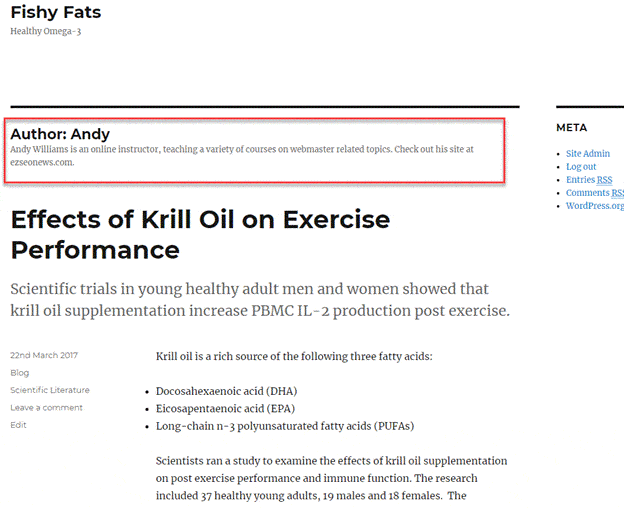 Fishy Fats
Healthy Omega-3
Author: Andy
Andy Williams is an online instructor, teaching a variety of courses on webmaster related topics. Check out his site at
ezseonews.com.
META
Site Admin
Log out
Entries RSS
Comments RSS
WordPress.org
Effects of Krill Oil on Exercise
Performance
Scientific trials in young healthy adult men and women showed that
krill oil supplementation increase PBMC IL-2 production post exercise.
22nd March 2017
Blog
Scientific Literature
Leave a comment
Edit
Krill oil is a rich source of the following three fatty acids:
Docosahexaenoic acid (DHA)
Eicosapentaenoic acid (EPA)
Long-chain n-3 polyunsaturated fatty acids (PUFAs)
Scientists ran a study to examine the effects of krill oil supplementation
on post exercise performance and immune function. The research
included 37 healthy young adults, 19 males and 18 females. The